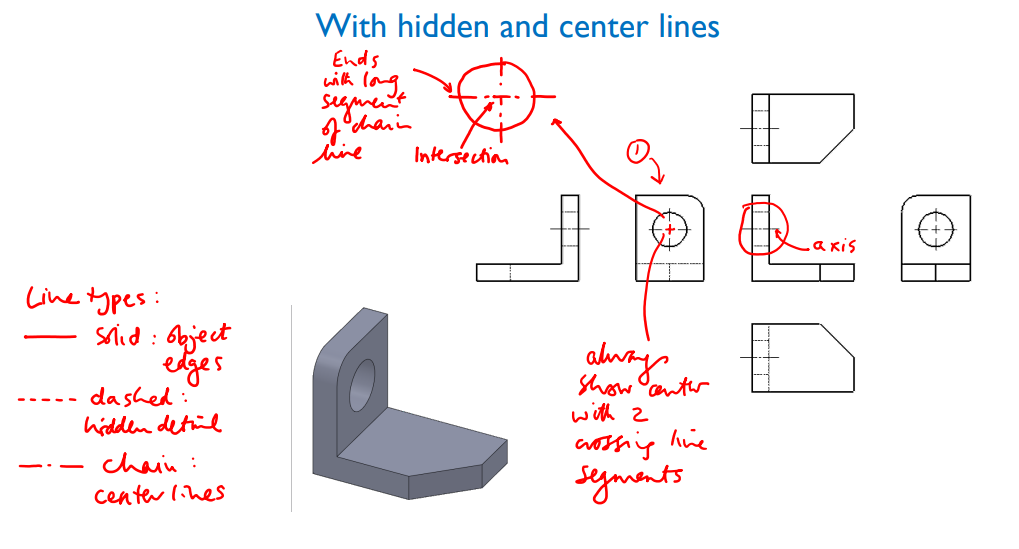 With hidden and center lines
Ends
with long
segment
of chain
line
Intersection
1
axis
Line types :
solid : object
edges
dashed :
hidden detail
chain :
center lines
always
show center
with 2
crossing line
segments